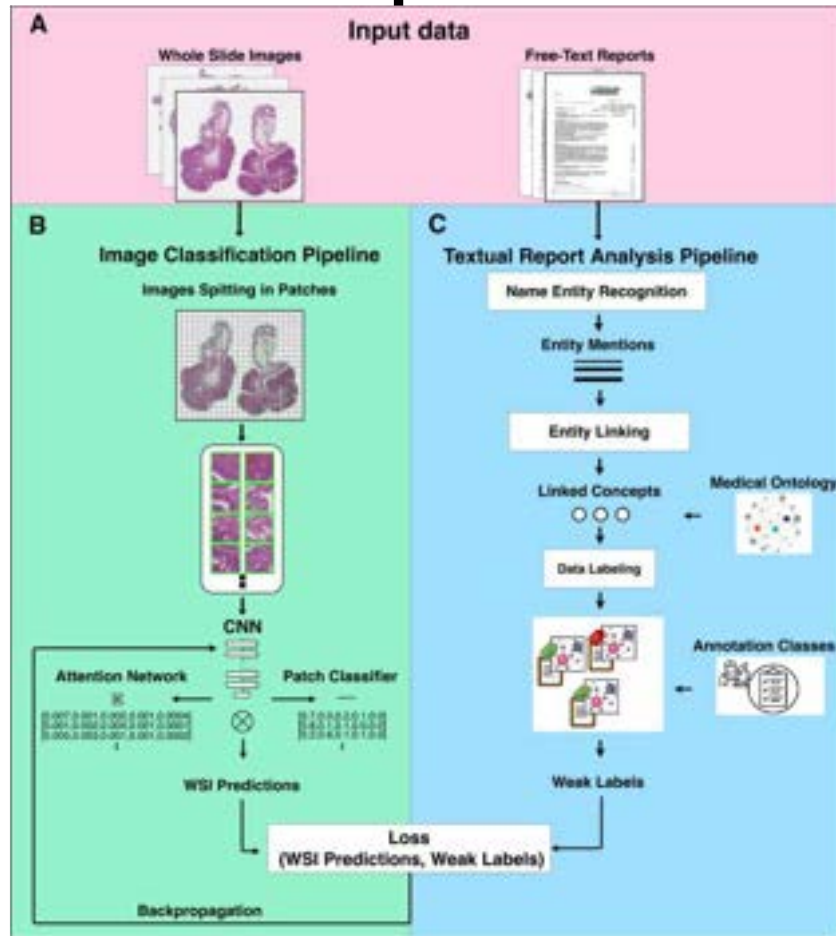 A
Input data
Whole Slide Images
Free-Text Reports
B
Image Classification Pipeline
Images Spitting in Patches
CNN
Attention Network
Patch Classifier
WSI Predictions
C
Textual Report Analysis Pipeline
Name Entity Recognition
Entity Mentions
Entity Linking
Linked Concepts
Medical Ontology
Data Labeling
Annotation Classes
Weak Labels
Loss
(WSI Predictions, Weak Labels)
Backpropagation